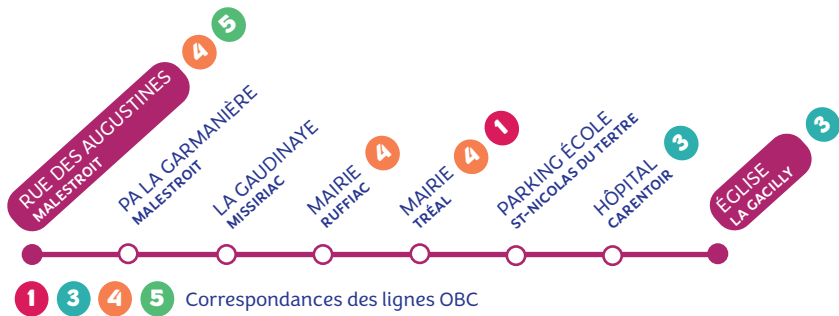 RUE DES AUGUSTINES
MALESTROIT
4 5
PA LA GARMANIÈRE
MALESTROIT
LA GAUDINAYE
MISSIRIAC
MAIRIE
RUFFIAC
4
MAIRIE
TRÉAL
4 1
PARKING ÉCOLE
ST-NICOLAS DU TERTRE
HÔPITAL
CARENTOIR
3
ÉGLISE
LA GACILLY
3
1 3 4 5 Correspondances des lignes OBC